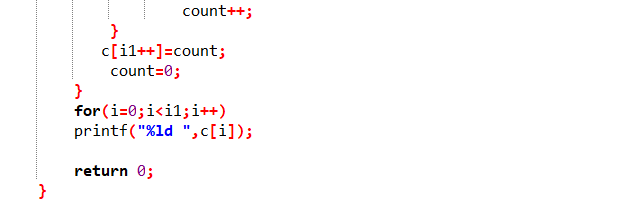 count++;
}
c[i1++]=count;
count=0;
}
for(i=0;i<i1;i++)
printf("%ld ",c[i]);
return 0;
}